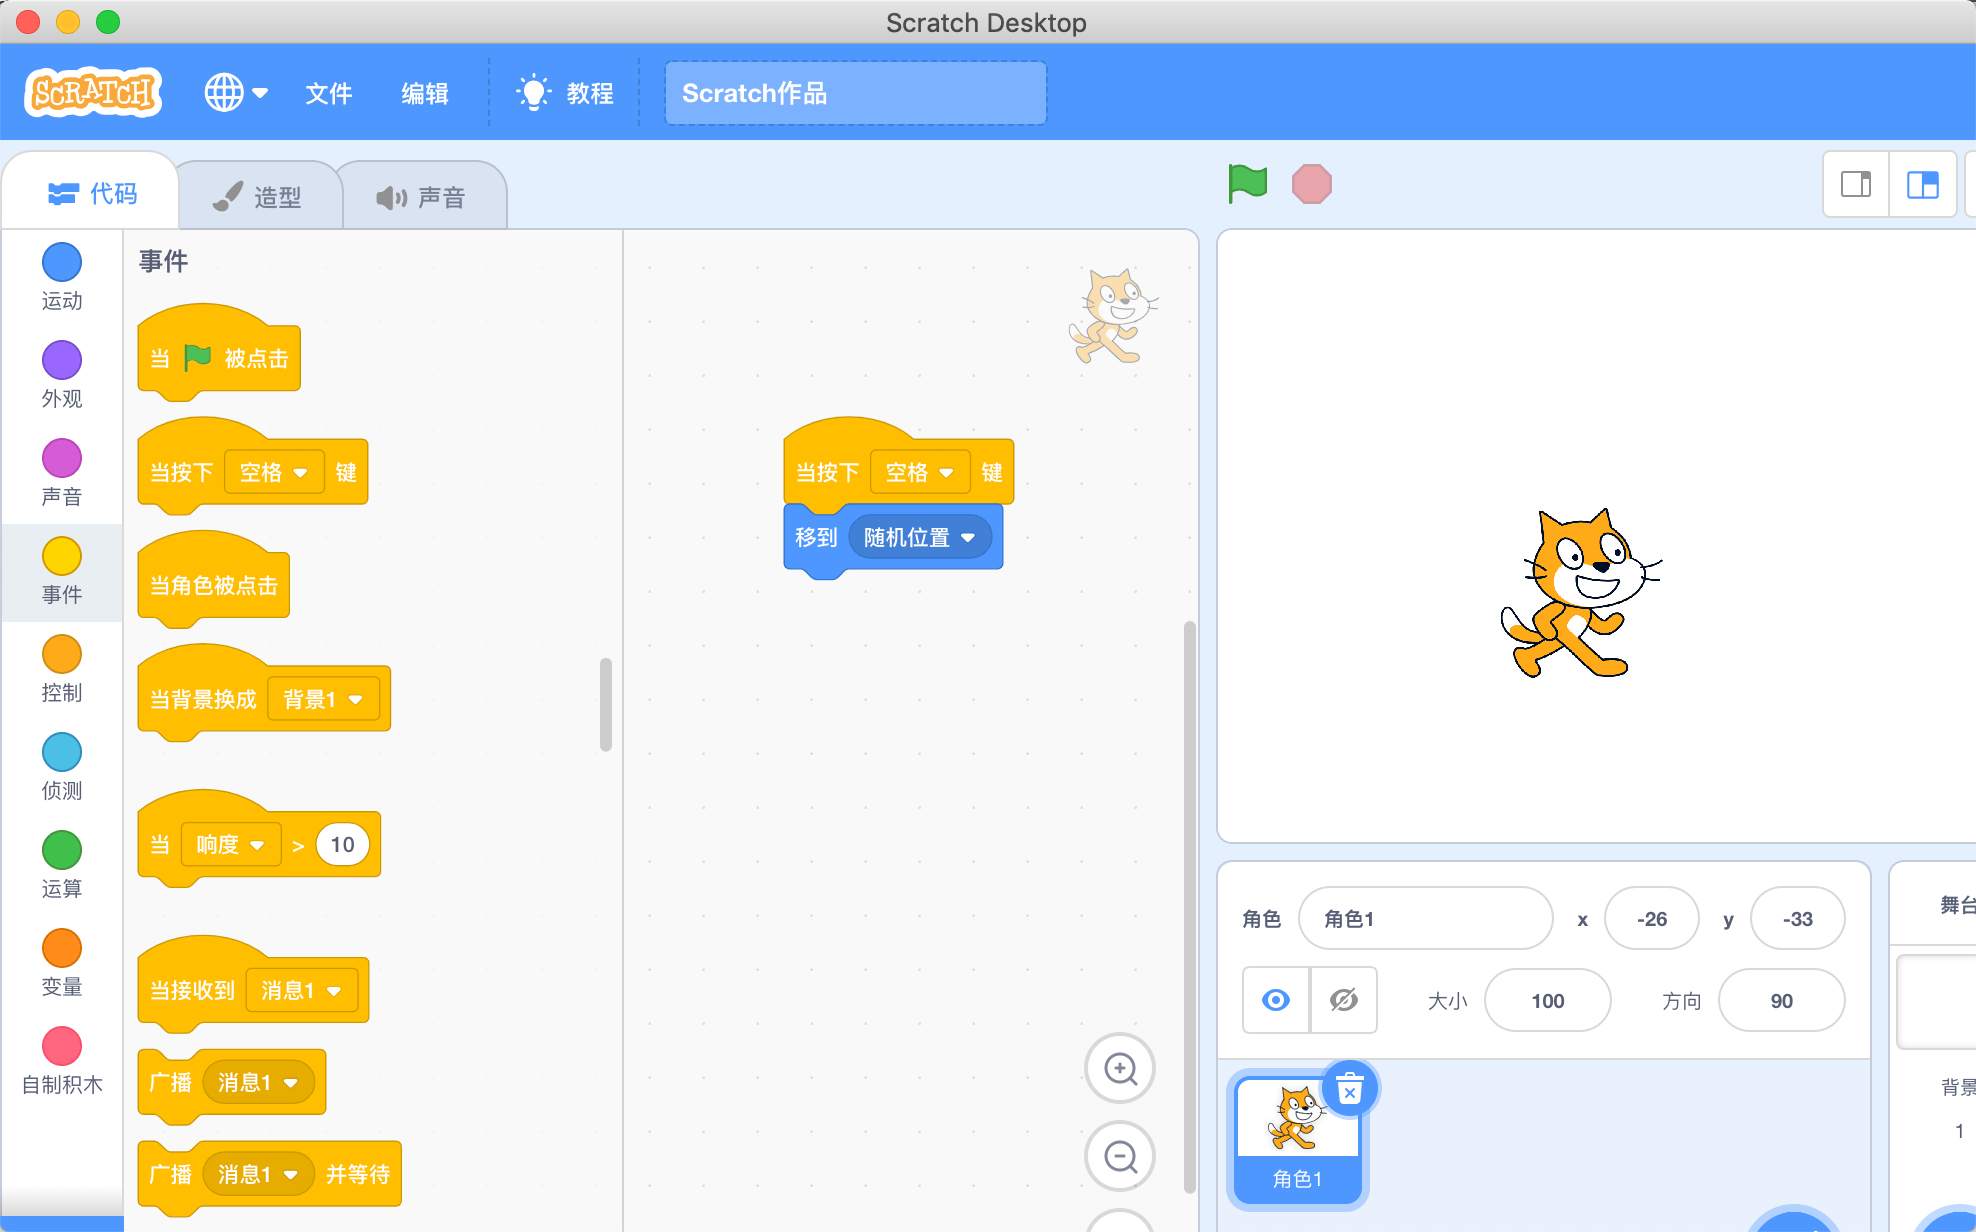 Scratch Desktop
SCRATCH
文件
编辑
教程
Scratch作品
代码
造型
声音
运动
外观
声音
事件
控制
侦测
运算
变量
自制积木
事件
当 被点击
当按下 空格 键
当角色被点击
当背景换成 背景1
当 响度 > 10
当接收到 消息1
广播 消息1
广播 消息1 并等待
当按下 空格 键
移到 随机位置
角色 角色1 x -26 y -33
大小 100 方向 90
角色1
舞台
背景
1